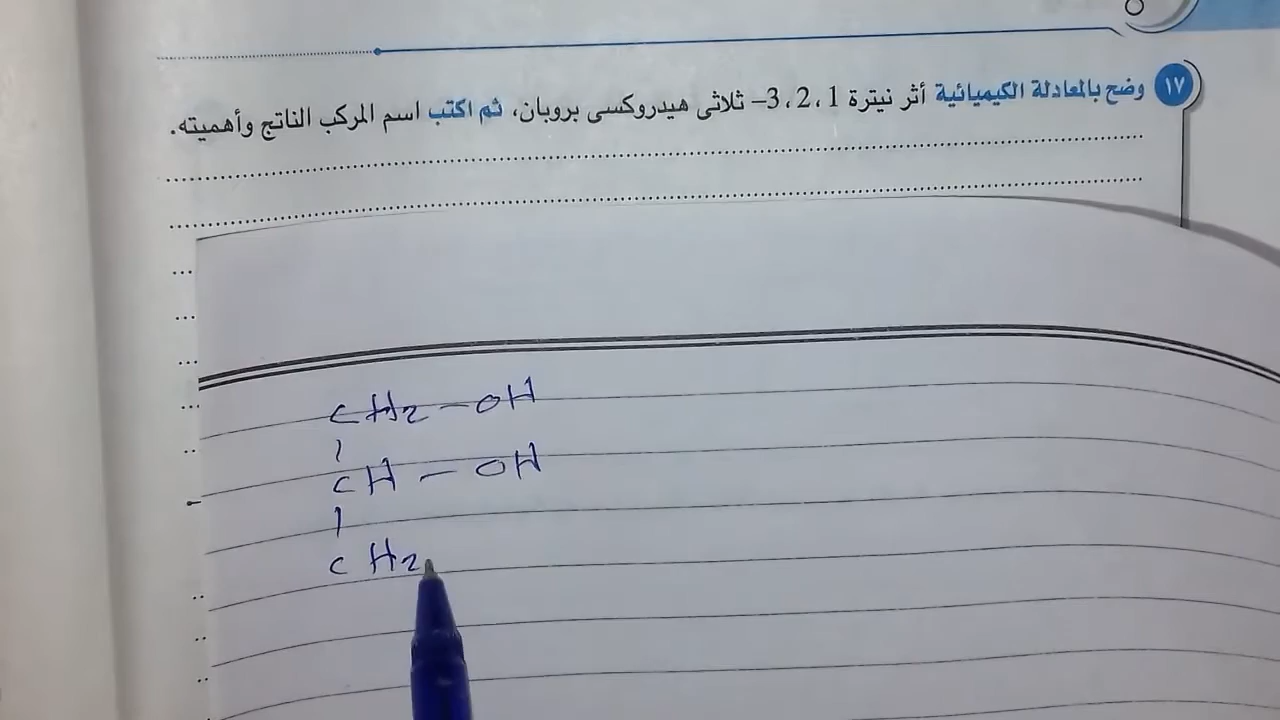 ١٧ وضح بالمعادلة الكيميائية أثر نيترة 1، 2، 3– ثلاثى هيدروكسى بروبان، ثم اكتب اسم المركب الناتج وأهميته.
CH2 – OH
CH – OH
CH2